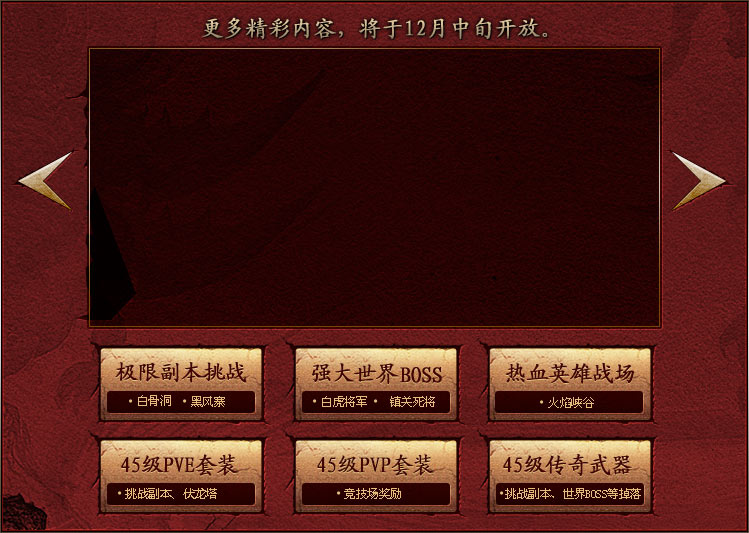 更多精彩内容，将于12月中旬开放。
极限副本挑战
• 白骨洞 • 黑风寨
强大世界BOSS
• 白虎将军 • 镇关死将
热血英雄战场
• 火焰峡谷
45级PVE套装
• 挑战副本、伏龙塔
45级PVP套装
• 竞技场奖励
45级传奇武器
• 挑战副本、世界BOSS等掉落